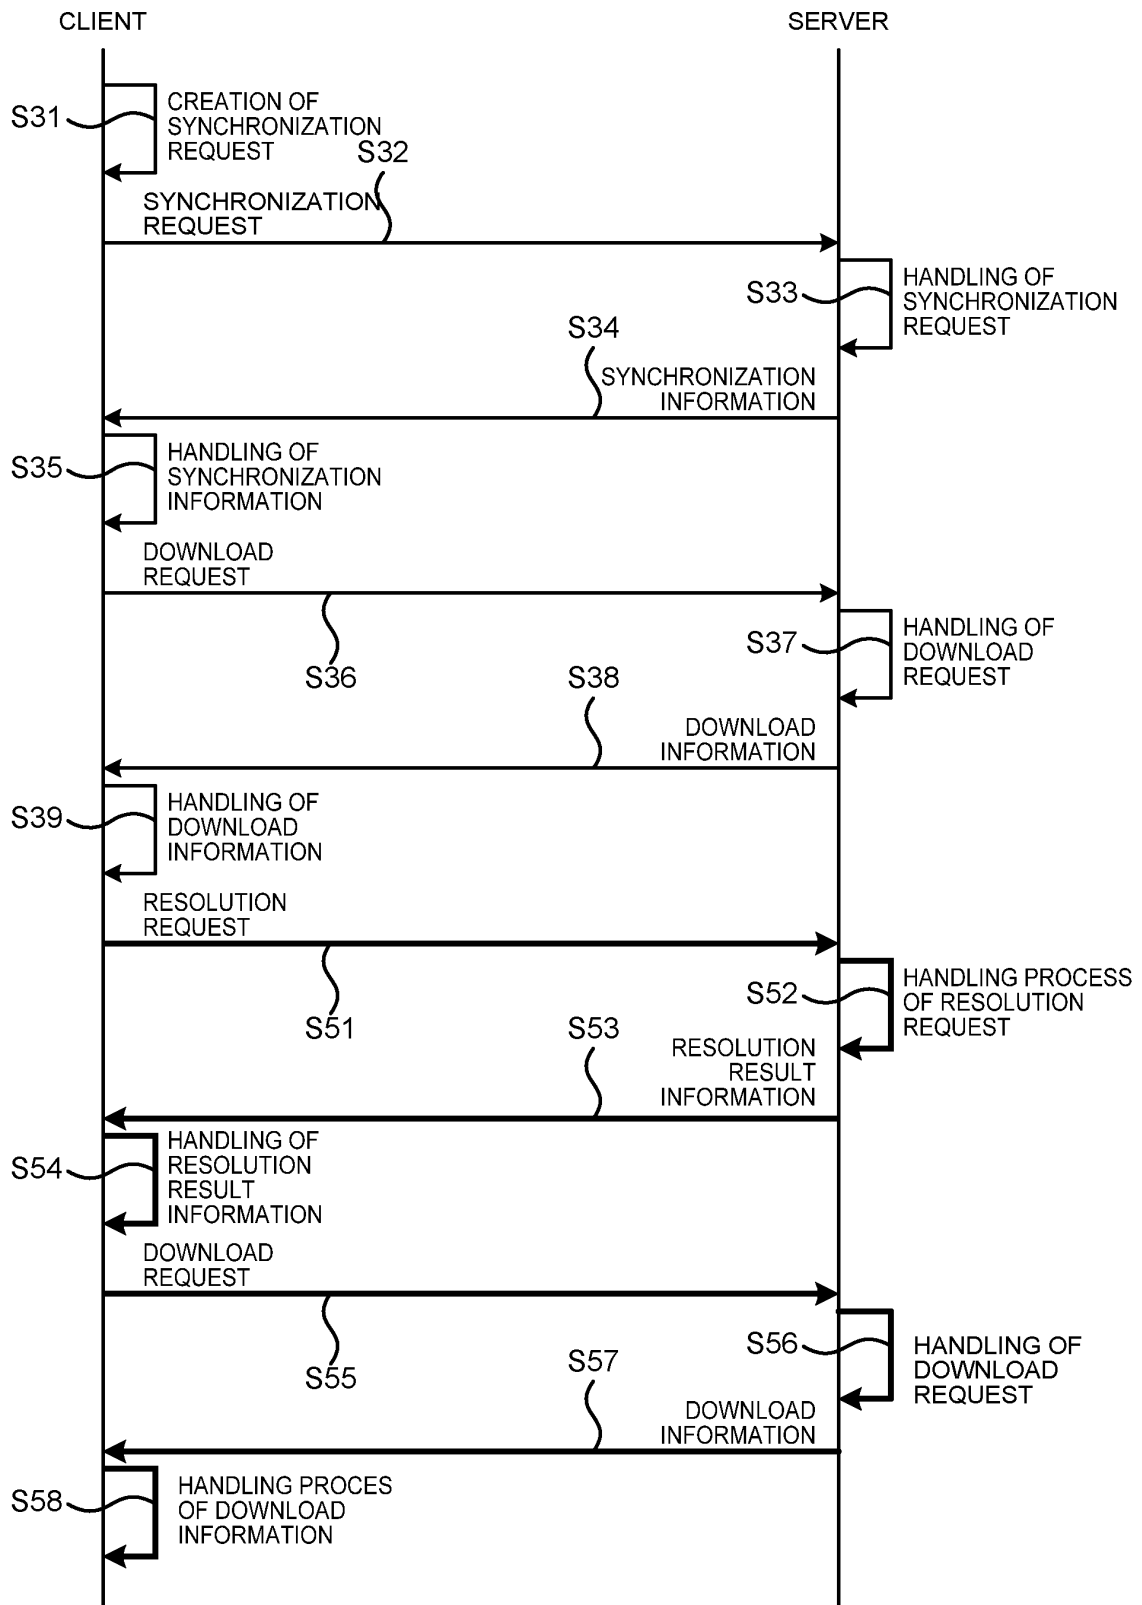 CLIENT
SERVER
S31
CREATION OF
SYNCHRONIZATION
REQUEST
S32
SYNCHRONIZATION
REQUEST
S33
HANDLING OF
SYNCHRONIZATION
REQUEST
S34
SYNCHRONIZATION
INFORMATION
S35
HANDLING OF
SYNCHRONIZATION
INFORMATION
DOWNLOAD
REQUEST
S36
S37
HANDLING OF
DOWNLOAD
REQUEST
S38
DOWNLOAD
INFORMATION
S39
HANDLING OF
DOWNLOAD
INFORMATION
RESOLUTION
REQUEST
S51
S52
HANDLING PROCESS
OF RESOLUTION
REQUEST
S53
RESOLUTION
RESULT
INFORMATION
S54
HANDLING OF
RESOLUTION
RESULT
INFORMATION
DOWNLOAD
REQUEST
S55
S56
HANDLING OF
DOWNLOAD
REQUEST
S57
DOWNLOAD
INFORMATION
S58
HANDLING PROCES
OF DOWNLOAD
INFORMATION